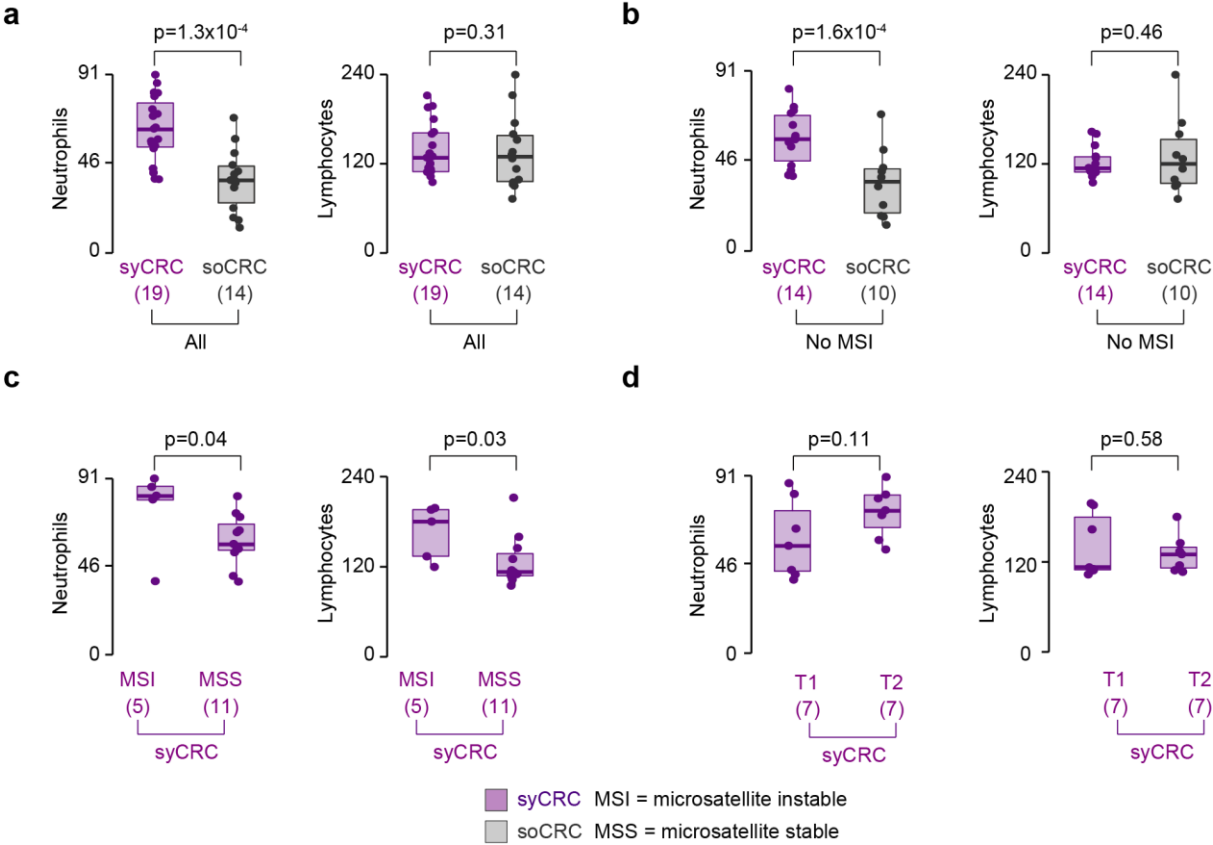 a
p=1.3x10-4
Neutrophils
91
46
0
syCRC
(19)
soCRC
(14)
All
p=0.31
Lymphocytes
240
120
0
syCRC
(19)
soCRC
(14)
All
b
p=1.6x10-4
Neutrophils
91
46
0
syCRC
(14)
soCRC
(10)
No MSI
p=0.46
Lymphocytes
240
120
0
syCRC
(14)
soCRC
(10)
No MSI
c
p=0.04
Neutrophils
91
46
0
MSI
(5)
MSS
(11)
syCRC
p=0.03
Lymphocytes
240
120
0
MSI
(5)
MSS
(11)
syCRC
d
p=0.11
Neutrophils
91
46
0
T1
(7)
T2
(7)
syCRC
p=0.58
Lymphocytes
240
120
0
T1
(7)
T2
(7)
syCRC
syCRC MSI = microsatellite instable
soCRC MSS = microsatellite stable